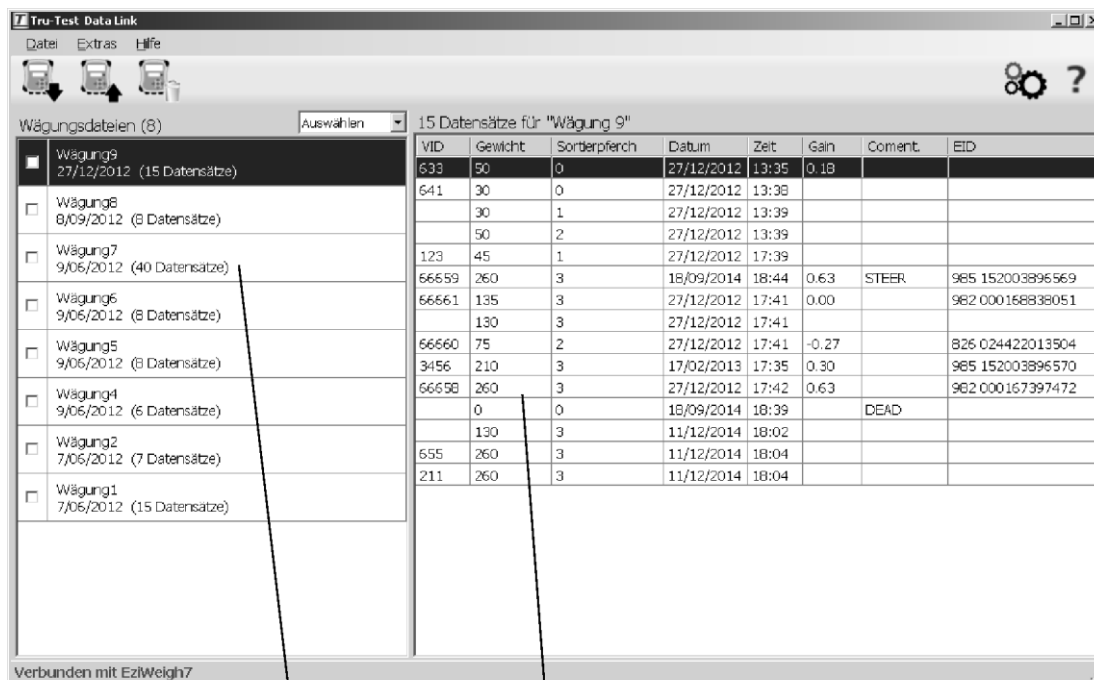 Tru-Test Data Link
Datei Extras Hilfe
?
Wägungsdateien (8) Auswählen
Wägung9
27/12/2012 (15 Datensätze)
Wägung8
8/09/2012 (8 Datensätze)
Wägung7
9/06/2012 (40 Datensätze)
Wägung6
9/06/2012 (8 Datensätze)
Wägung5
9/06/2012 (8 Datensätze)
Wägung4
9/06/2012 (6 Datensätze)
Wägung2
7/06/2012 (7 Datensätze)
Wägung1
7/06/2012 (15 Datensätze)
15 Datensätze für "Wägung 9"
VID Gewicht Sortierpferch Datum Zeit Gain Coment. EID
633 50 0 27/12/2012 13:35 0.18
641 30 0 27/12/2012 13:38
30 1 27/12/2012 13:39
50 2 27/12/2012 13:39
123 45 1 27/12/2012 17:39
66659 260 3 18/09/2014 18:44 0.63 STEER 985 152003896569
66661 135 3 27/12/2012 17:41 0.00 982 000168838051
130 3 27/12/2012 17:41
66660 75 2 27/12/2012 17:41 -0.27 826 024422013504
3456 210 3 17/02/2013 17:35 0.30 985 152003896570
66658 260 3 27/12/2012 17:42 0.63 982 000167397472
0 0 18/09/2014 18:39 DEAD
130 3 11/12/2014 18:02
655 260 3 11/12/2014 18:04
211 260 3 11/12/2014 18:04
Verbunden mit EziWeigh7